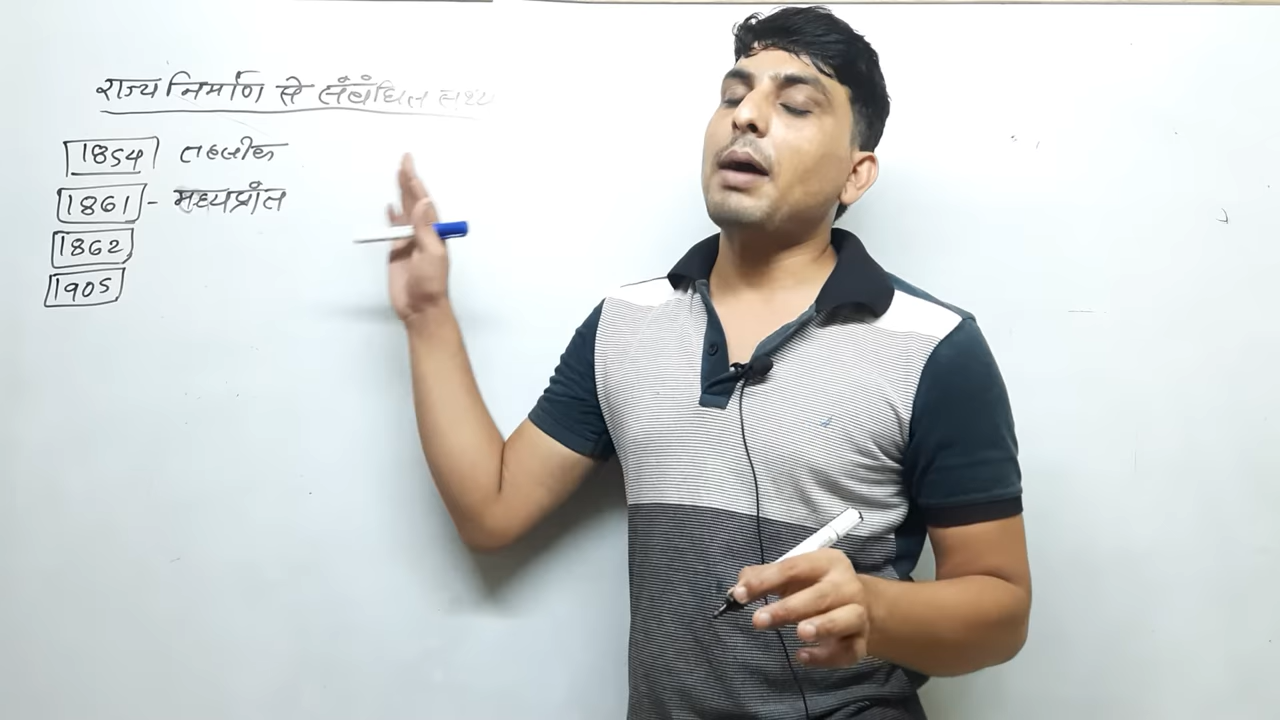 राज्य निर्माण से संबंधित तथ्य
1854 तहसील
1861 - मध्यप्रांत
1862
1905